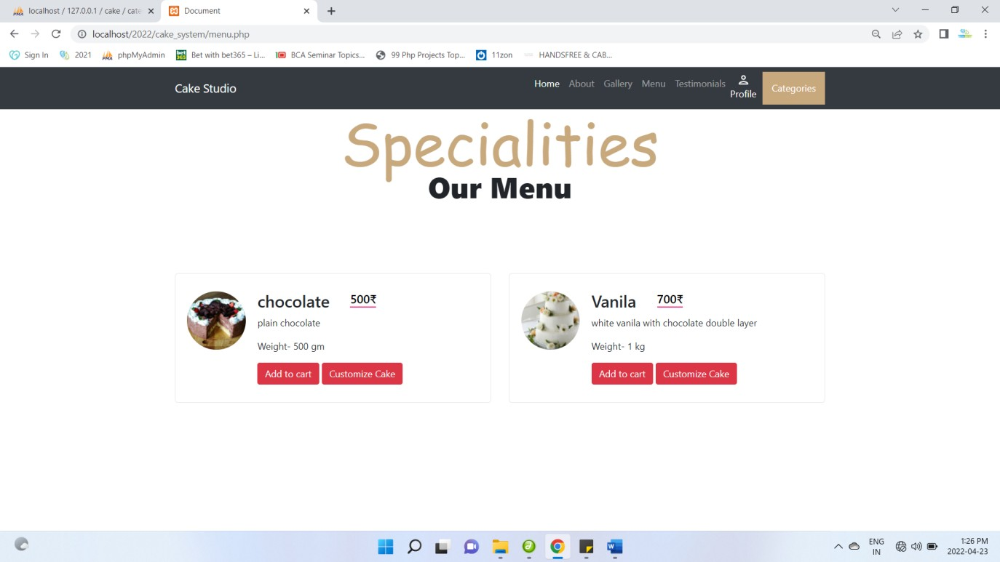 localhost / 127.0.0.1 / cake / cate
Document
localhost/2022/cake_system/menu.php
Sign In 2021 phpMyAdmin Bet with bet365 – Li... BCA Seminar Topics... 99 Php Projects Top... 11zon HANDSFREE & CAB...
Cake Studio Home About Gallery Menu Testimonials Profile Categories
Specialities
Our Menu
chocolate 500₹
plain chocolate
Weight- 500 gm
Add to cart Customize Cake
Vanila 700₹
white vanila with chocolate double layer
Weight- 1 kg
Add to cart Customize Cake
ENG
IN
1:26 PM
2022-04-23